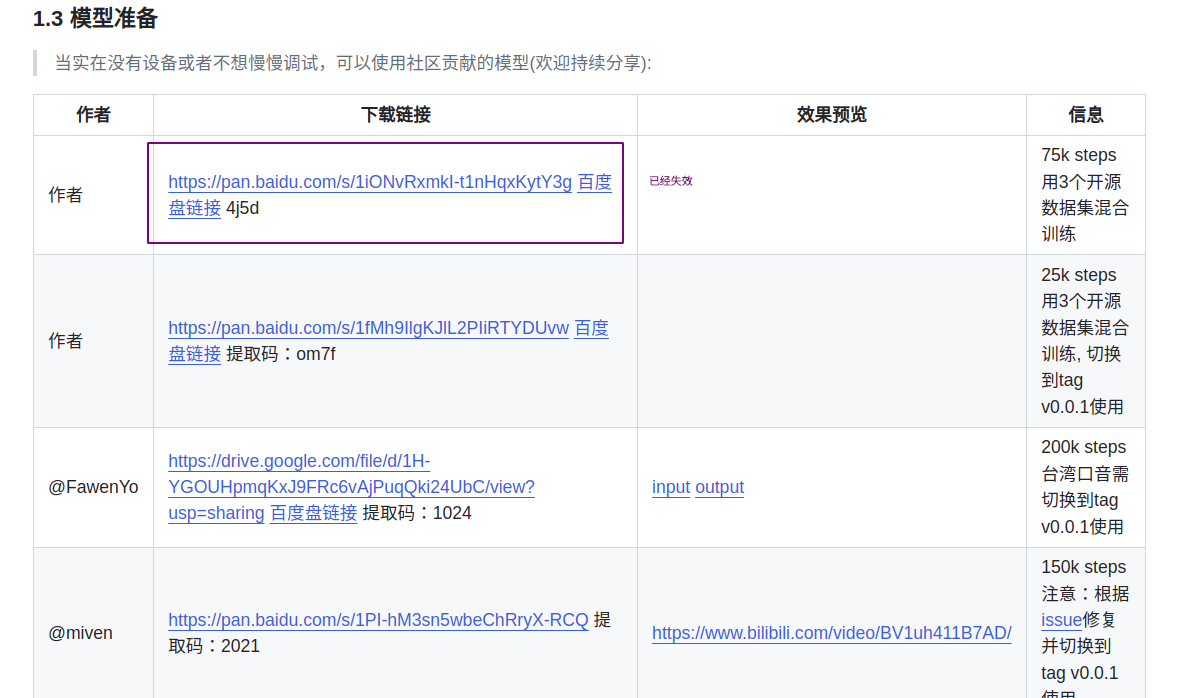 1.3 模型准备
当实在没有设备或者不想慢慢调试，可以使用社区贡献的模型(欢迎持续分享):
作者 下载链接 效果预览 信息
作者
https://pan.baidu.com/s/1iONvRxmkI-t1nHqxKytY3g 百度
盘链接 4j5d
已经失效
75k steps
用3个开源
数据集混合
训练
作者
https://pan.baidu.com/s/1fMh9IlgKJlL2PIiRTYDUvw 百度
盘链接 提取码：om7f
25k steps
用3个开源
数据集混合
训练, 切换
到tag
v0.0.1使用
@FawenYo
https://drive.google.com/file/d/1H-
YGOUHpmqKxJ9FRc6vAjPuqQki24UbC/view?
usp=sharing 百度盘链接 提取码：1024
input output
200k steps
台湾口音需
切换到tag
v0.0.1使用
@miven
https://pan.baidu.com/s/1PI-hM3sn5wbeChRryX-RCQ 提
取码：2021
https://www.bilibili.com/video/BV1uh411B7AD/
150k steps
注意：根据
issue修复
并切换到
tag v0.0.1
使用